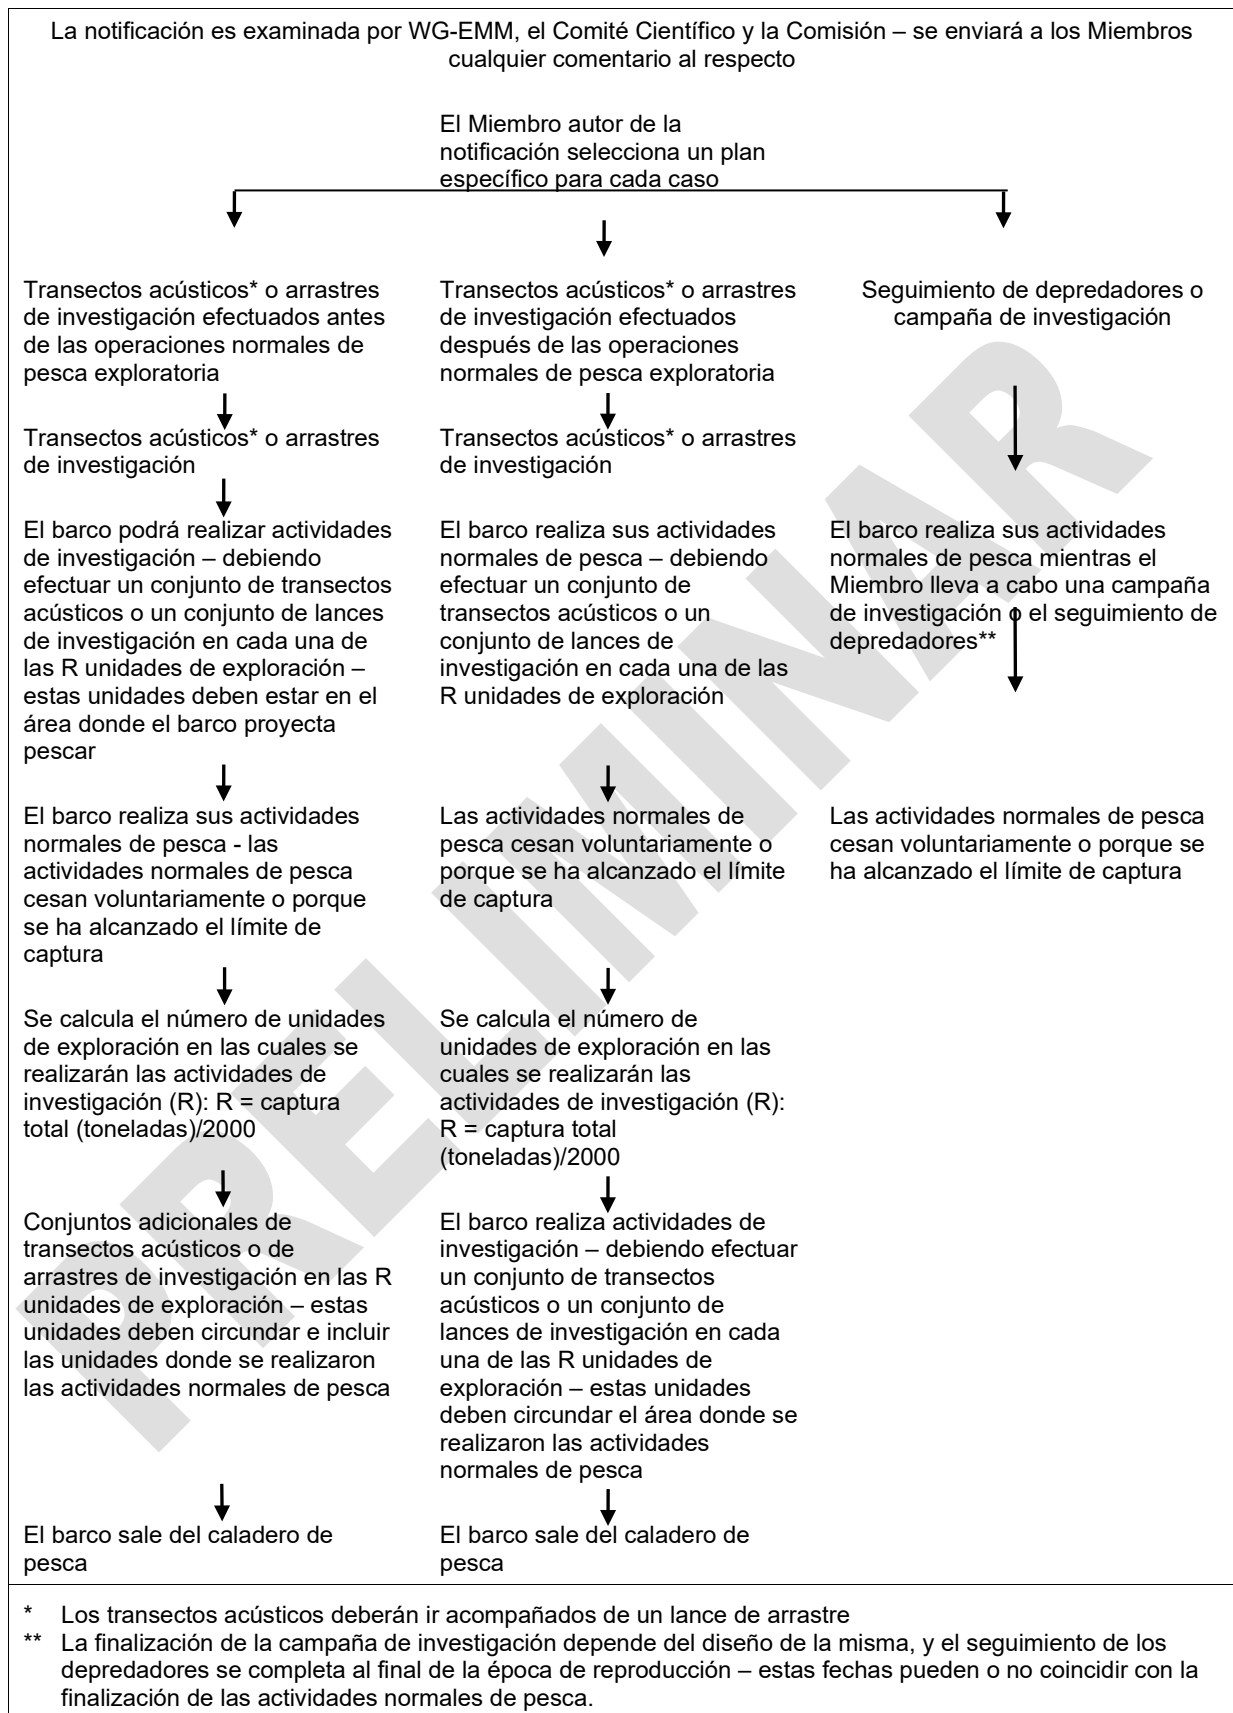 La notificación es examinada por WG-EMM, el Comité Científico y la Comisión – se enviará a los Miembros
cualquier comentario al respecto
El Miembro autor de la
notificación selecciona un plan
específico para cada caso
Transectos acústicos* o arrastres
de investigación efectuados antes
de las operaciones normales de
pesca exploratoria
Transectos acústicos* o arrastres
de investigación
El barco podrá realizar actividades
de investigación – debiendo
efectuar un conjunto de transectos
acústicos o un conjunto de lances
de investigación en cada una de
las R unidades de exploración –
estas unidades deben estar en el
área donde el barco proyecta
pescar
El barco realiza sus actividades
normales de pesca - las
actividades normales de pesca
cesan voluntariamente o porque
se ha alcanzado el límite de
captura
Se calcula el número de unidades
de exploración en las cuales se
realizarán las actividades de
investigación (R): R = captura
total (toneladas)/2000
Conjuntos adicionales de
transectos acústicos o de
arrastres de investigación en las R
unidades de exploración – estas
unidades deben circundar e incluir
las unidades donde se realizaron
las actividades normales de pesca
El barco sale del caladero de
pesca
Transectos acústicos* o arrastres
de investigación efectuados
después de las operaciones
normales de pesca exploratoria
Transectos acústicos* o arrastres
de investigación
El barco realiza sus actividades
normales de pesca – debiendo
efectuar un conjunto de
transectos acústicos o un
conjunto de lances de
investigación en cada una de las
R unidades de exploración
Las actividades normales de
pesca cesan voluntariamente o
porque se ha alcanzado el límite
de captura
Se calcula el número de
unidades de exploración en las
cuales se realizarán las
actividades de investigación (R):
R = captura total
(toneladas)/2000
El barco realiza actividades de
investigación – debiendo efectuar
un conjunto de transectos
acústicos o un conjunto de
lances de investigación en cada
una de las R unidades de
exploración – estas unidades
deben circundar el área donde se
realizaron las actividades
normales de pesca
El barco sale del caladero de
pesca
Seguimiento de depredadores o
campaña de investigación
El barco realiza sus actividades
normales de pesca mientras el
Miembro lleva a cabo una campaña
de investigación o el seguimiento de
depredadores**
Las actividades normales de pesca
cesan voluntariamente o porque se
ha alcanzado el límite de captura
* Los transectos acústicos deberán ir acompañados de un lance de arrastre
** La finalización de la campaña de investigación depende del diseño de la misma, y el seguimiento de los
depredadores se completa al final de la época de reproducción – estas fechas pueden o no coincidir con la
finalización de las actividades normales de pesca.
PRELIMINAR